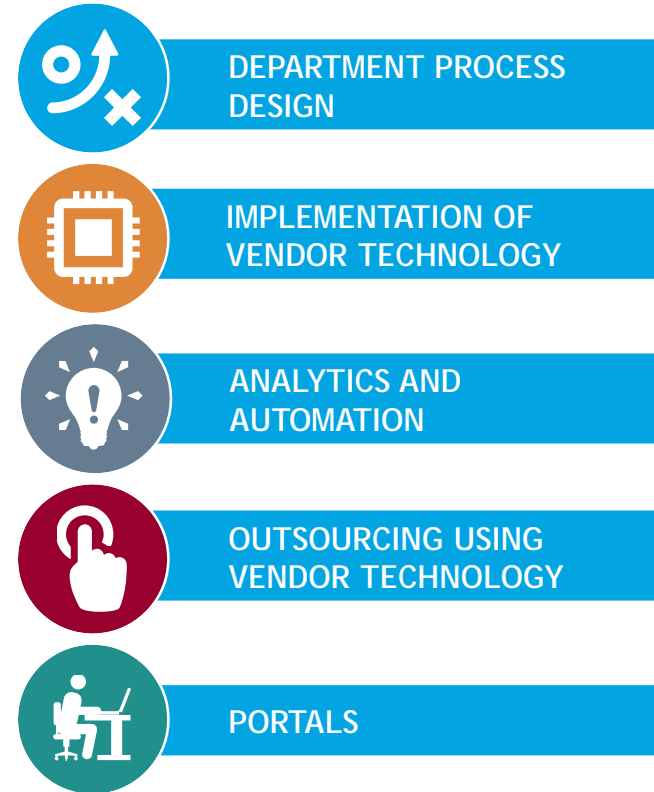 DEPARTMENT PROCESS
DESIGN
IMPLEMENTATION OF
VENDOR TECHNOLOGY
ANALYTICS AND
AUTOMATION
OUTSOURCING USING
VENDOR TECHNOLOGY
PORTALS